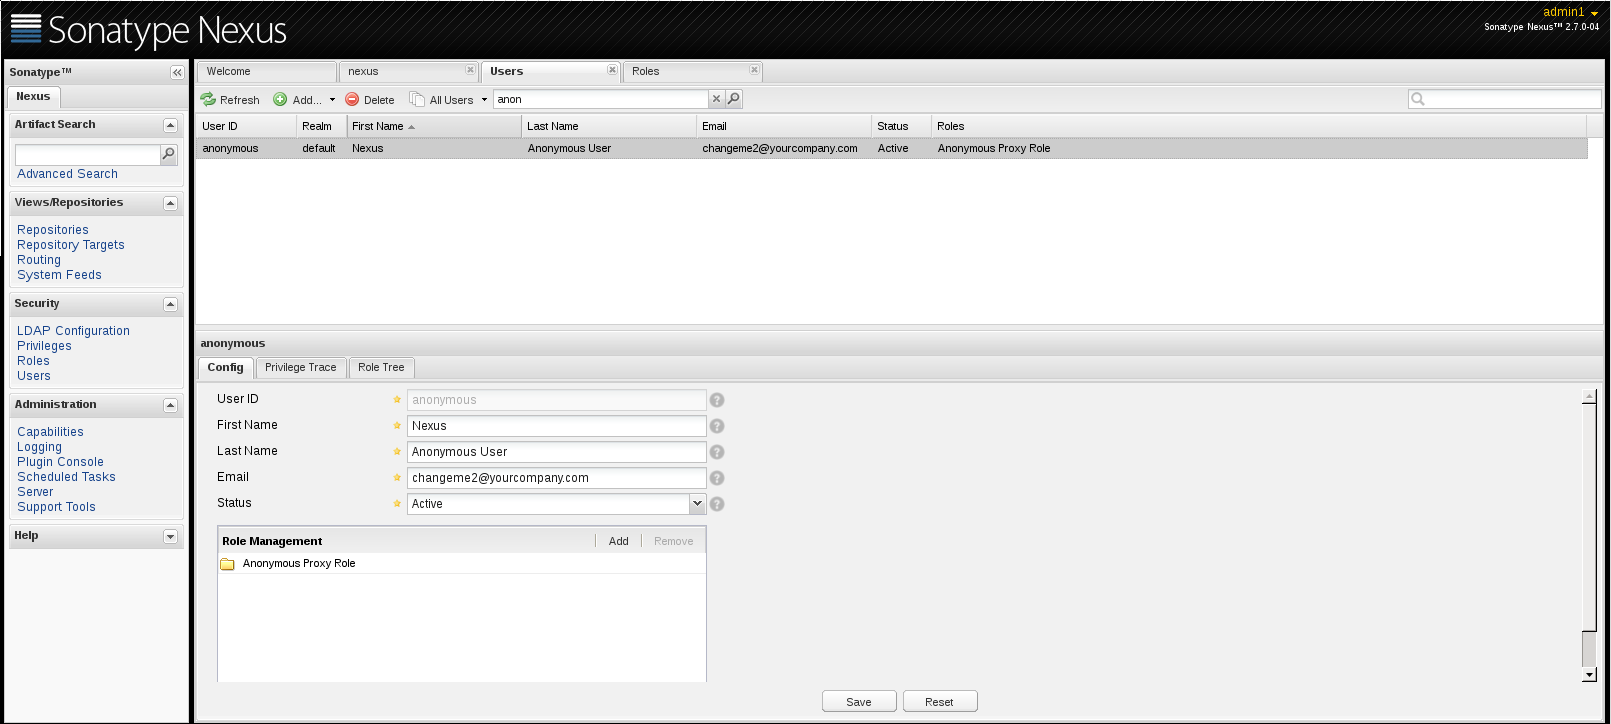 Sonatype Nexus
admin1
Sonatype Nexus™ 2.7.0-04
Sonatype™
Nexus
Artifact Search
Advanced Search
Views/Repositories
Repositories
Repository Targets
Routing
System Feeds
Security
LDAP Configuration
Privileges
Roles
Users
Administration
Capabilities
Logging
Plugin Console
Scheduled Tasks
Server
Support Tools
Help
Welcome nexus Users Roles
Refresh Add... Delete All Users anon
User ID Realm First Name Last Name Email Status Roles
anonymous default Nexus Anonymous User changeme2@yourcompany.com Active Anonymous Proxy Role
anonymous
Config Privilege Trace Role Tree
User ID anonymous
First Name Nexus
Last Name Anonymous User
Email changeme2@yourcompany.com
Status Active
Role Management Add Remove
Anonymous Proxy Role
Save Reset